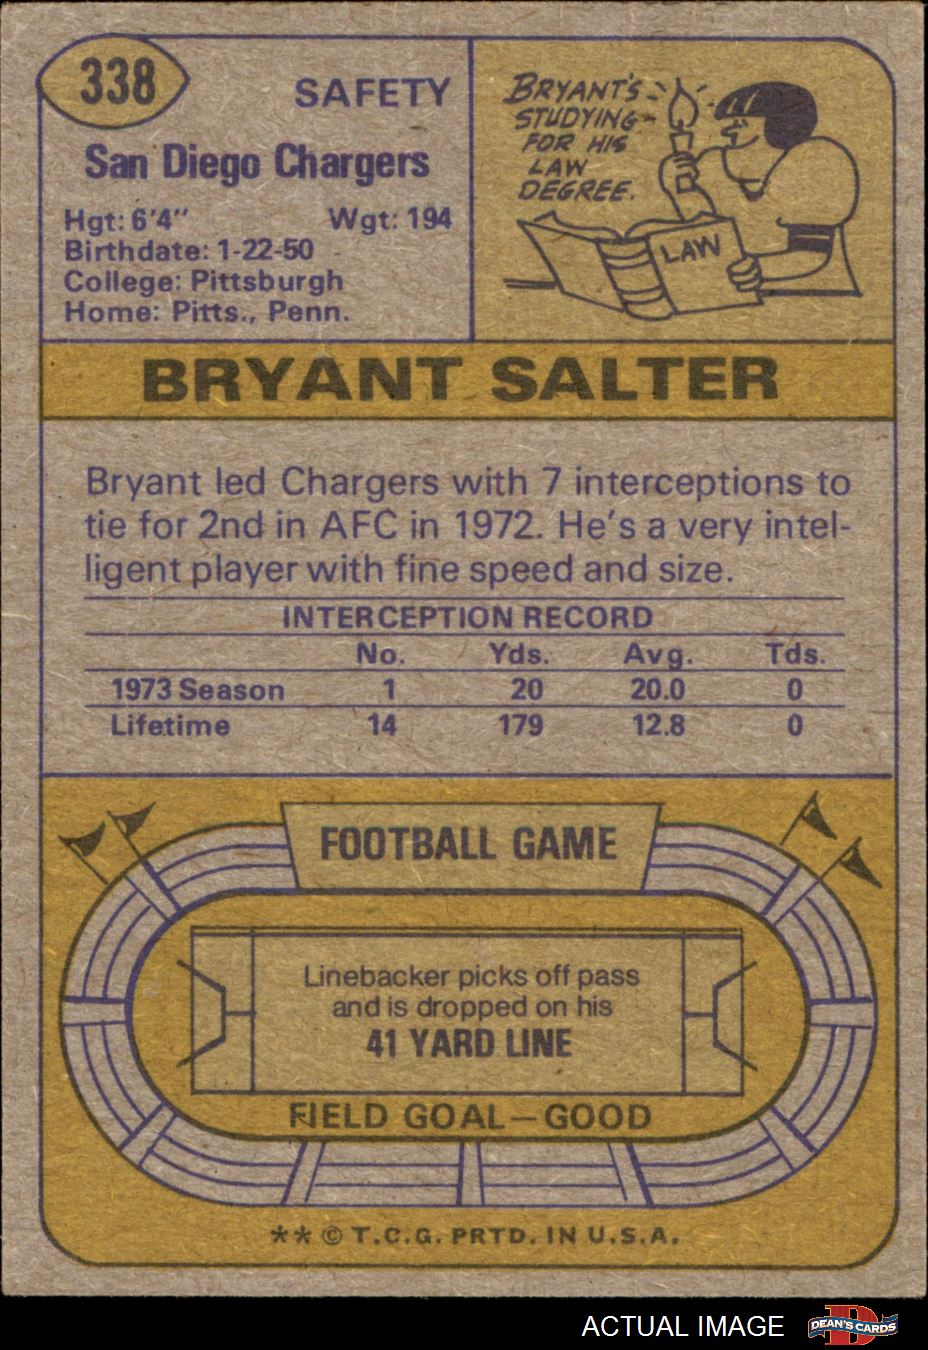 338
SAFETY
San Diego Chargers
Hgt: 6'4" Wgt: 194
Birthdate: 1-22-50
College: Pittsburgh
Home: Pitts., Penn.
BRYANT'S
STUDYING
FOR HIS
LAW
DEGREE.
LAW
BRYANT SALTER
Bryant led Chargers with 7 interceptions to
tie for 2nd in AFC in 1972. He's a very intel-
ligent player with fine speed and size.
INTERCEPTION RECORD
No. Yds. Avg. Tds.
1973 Season 1 20 20.0 0
Lifetime 14 179 12.8 0
FOOTBALL GAME
Linebacker picks off pass
and is dropped on his
41 YARD LINE
FIELD GOAL—GOOD
** © T.C.G. PRTD. IN U.S.A.
ACTUAL IMAGE
D
DEAN'S CARDS